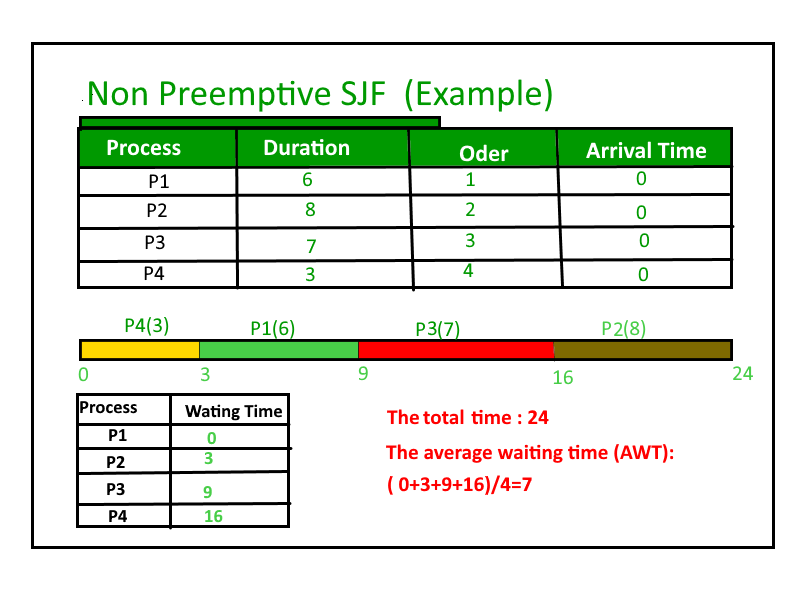 Non Preemptive SJF (Example)
Process Duration Oder Arrival Time
P1 6 1 0
P2 8 2 0
P3 7 3 0
P4 3 4 0
P4(3) P1(6) P3(7) P2(8)
0 3 9 16 24
Process Wating Time
P1 0
P2 3
P3 9
P4 16
The total time : 24
The average waiting time (AWT):
( 0+3+9+16)/4=7